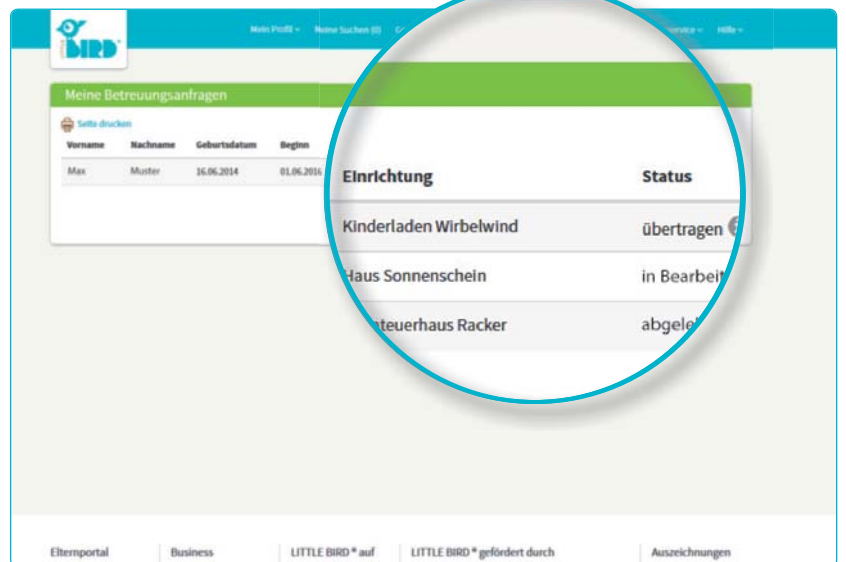 LITTLE BIRD
Mein Profil Meine Suchen (0) Hilfe
Meine Betreuungsanfragen
Seite drucken
Vorname Nachname Geburtsdatum Beginn
Max Muster 16.06.2014 01.06.2016
Einrichtung Status
Kinderladen Wirbelwind übertragen
Haus Sonnenschein in Bearbeit
teuerhaus Racker abgele
Elternportal Business LITTLE BIRD® auf LITTLE BIRD® gefördert durch Auszeichnungen